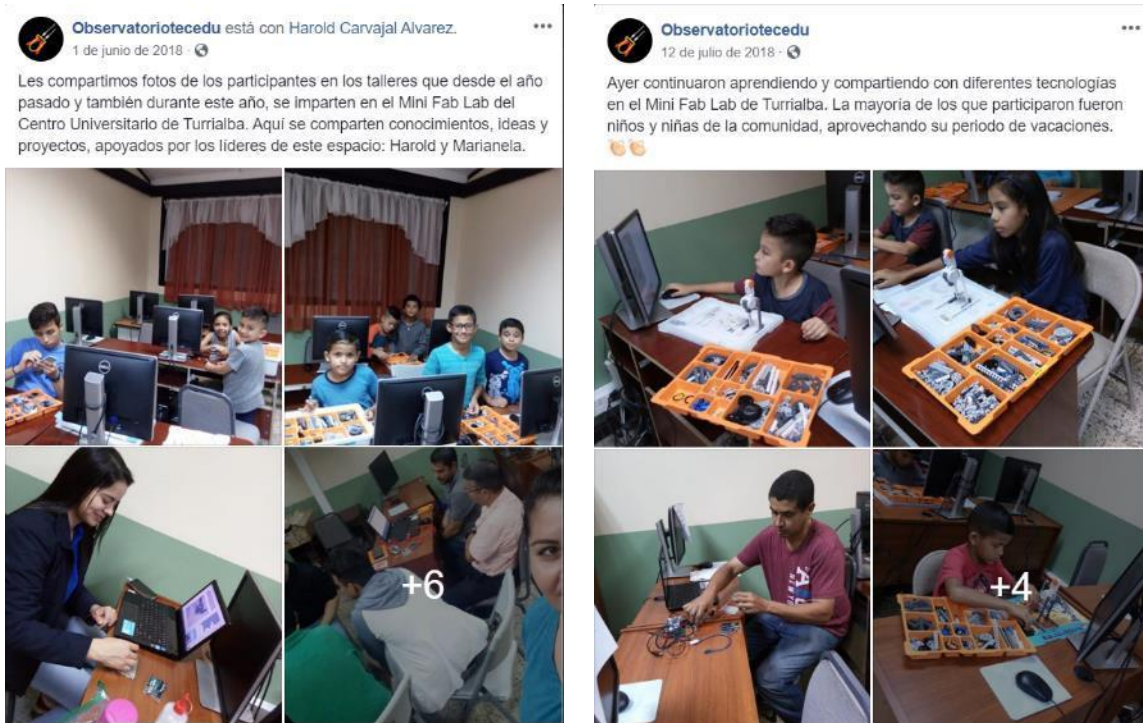 Observatoriotecedu está con Harold Carvajal Alvarez.
1 de junio de 2018 ·
Les compartimos fotos de los participantes en los talleres que desde el año
pasado y también durante este año, se imparten en el Mini Fab Lab del
Centro Universitario de Turrialba. Aquí se comparten conocimientos, ideas y
proyectos, apoyados por los líderes de este espacio: Harold y Marianela.
+6
Observatoriotecedu
12 de julio de 2018 ·
Ayer continuaron aprendiendo y compartiendo con diferentes tecnologías
en el Mini Fab Lab de Turrialba. La mayoría de los que participaron fueron
niños y niñas de la comunidad, aprovechando su periodo de vacaciones.
👏👏
+4